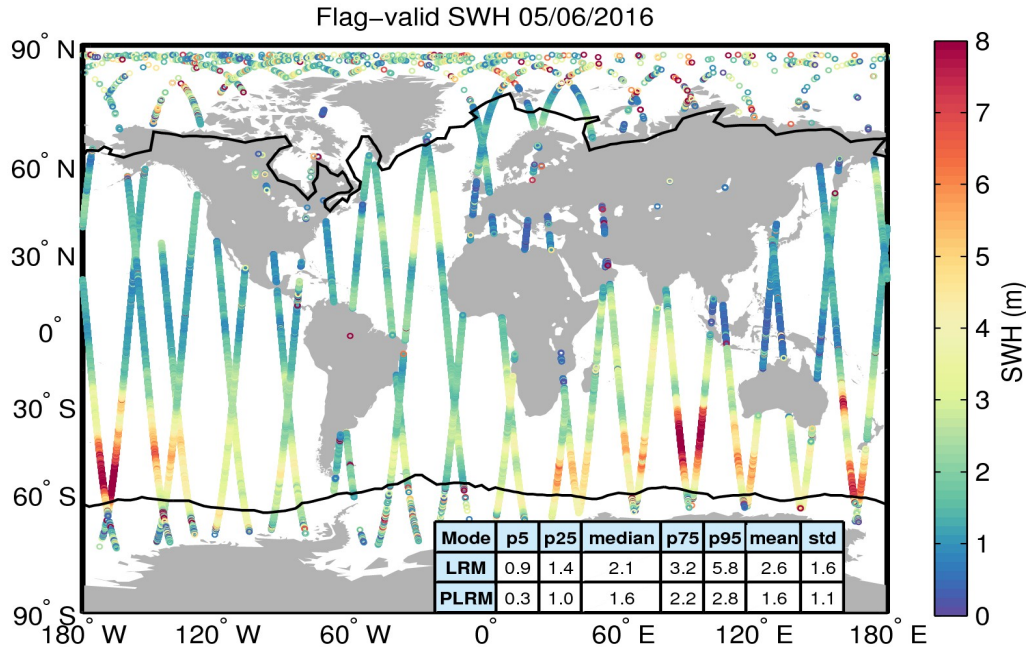 Flag−valid SWH 05/06/2016
90° N
60° N
30° N
0°
30° S
60° S
90° S
180° W
120° W
60° W
0°
60° E
120° E
180° E
Mode p5 p25 median p75 p95 mean std
LRM 0.9 1.4 2.1 3.2 5.8 2.6 1.6
PLRM 0.3 1.0 1.6 2.2 2.8 1.6 1.1
8
7
6
5
4
3
2
1
0
SWH (m)